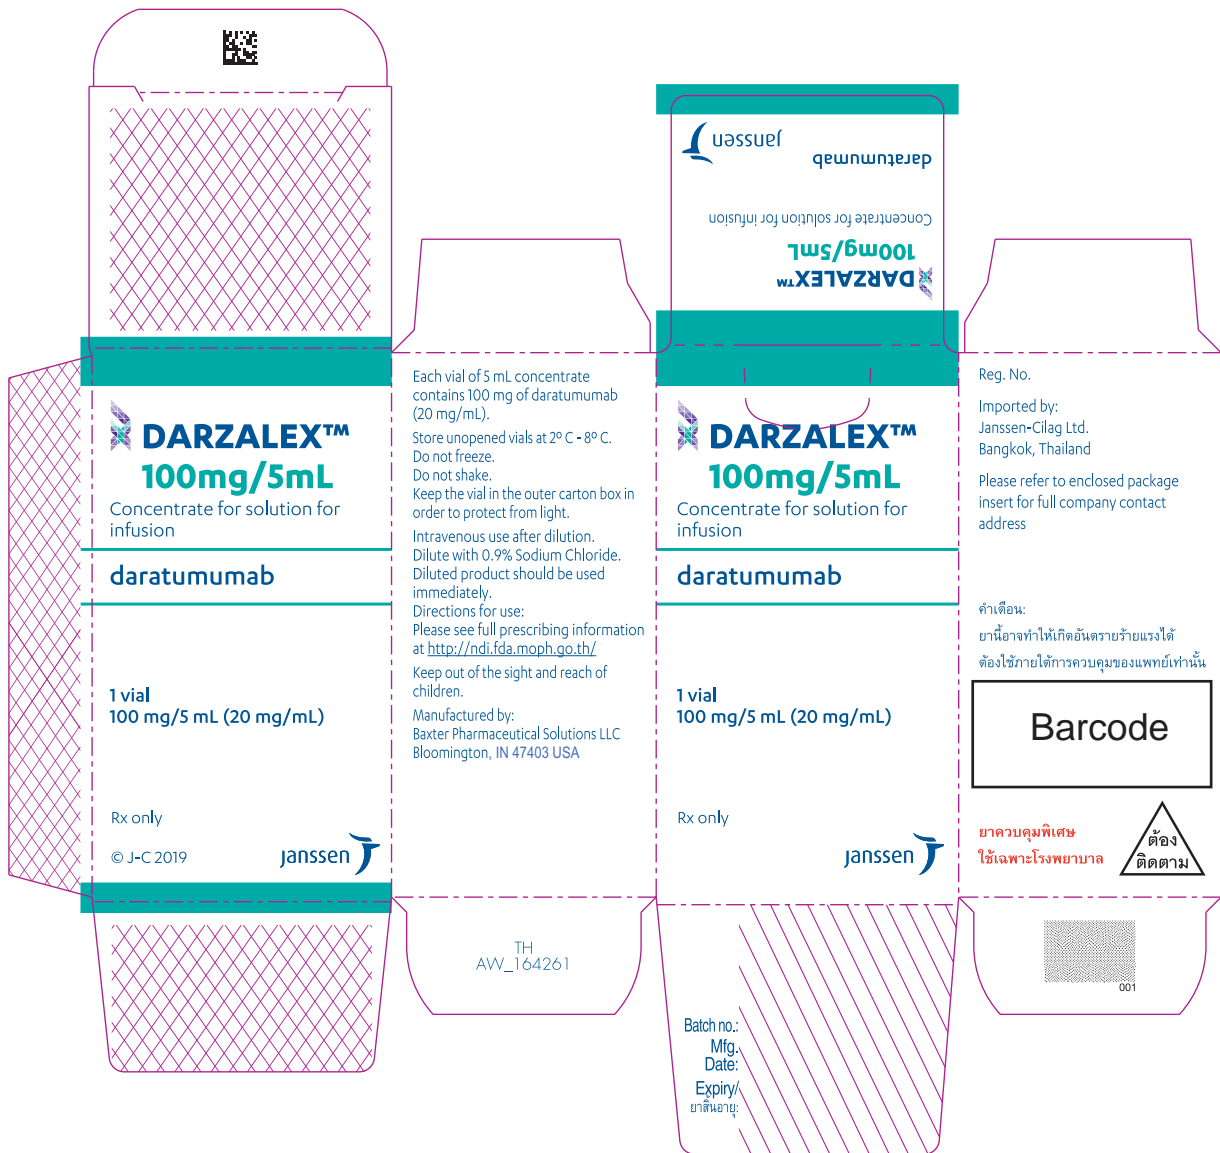 janssen
daratumumab
Concentrate for solution for infusion
100mg/5mL
DARZALEX™
DARZALEX™
100mg/5mL
Concentrate for solution for
infusion
daratumumab
1 vial
100 mg/5 mL (20 mg/mL)
Rx only
© J-C 2019
janssen
Each vial of 5 mL concentrate
contains 100 mg of daratumumab
(20 mg/mL).
Store unopened vials at 2º C - 8º C.
Do not freeze.
Do not shake.
Keep the vial in the outer carton box in
order to protect from light.
Intravenous use after dilution.
Dilute with 0.9% Sodium Chloride.
Diluted product should be used
immediately.
Directions for use:
Please see full prescribing information
at http://ndi.fda.moph.go.th/
Keep out of the sight and reach of
children.
Manufactured by:
Baxter Pharmaceutical Solutions LLC
Bloomington, IN 47403 USA
TH
AW_164261
DARZALEX™
100mg/5mL
Concentrate for solution for
infusion
daratumumab
1 vial
100 mg/5 mL (20 mg/mL)
Rx only
janssen
Batch no.:
Mfg.
Date:
Expiry/
ยาสิ้นอายุ:
Reg. No.
Imported by:
Janssen-Cilag Ltd.
Bangkok, Thailand
Please refer to enclosed package
insert for full company contact
address
คำเตือน:
ยานี้อาจทำให้เกิดอันตรายร้ายแรงได้
ต้องใช้ภายใต้การควบคุมของแพทย์เท่านั้น
Barcode
ยาควบคุมพิเศษ
ใช้เฉพาะโรงพยาบาล
ต้อง
ติดตาม
001